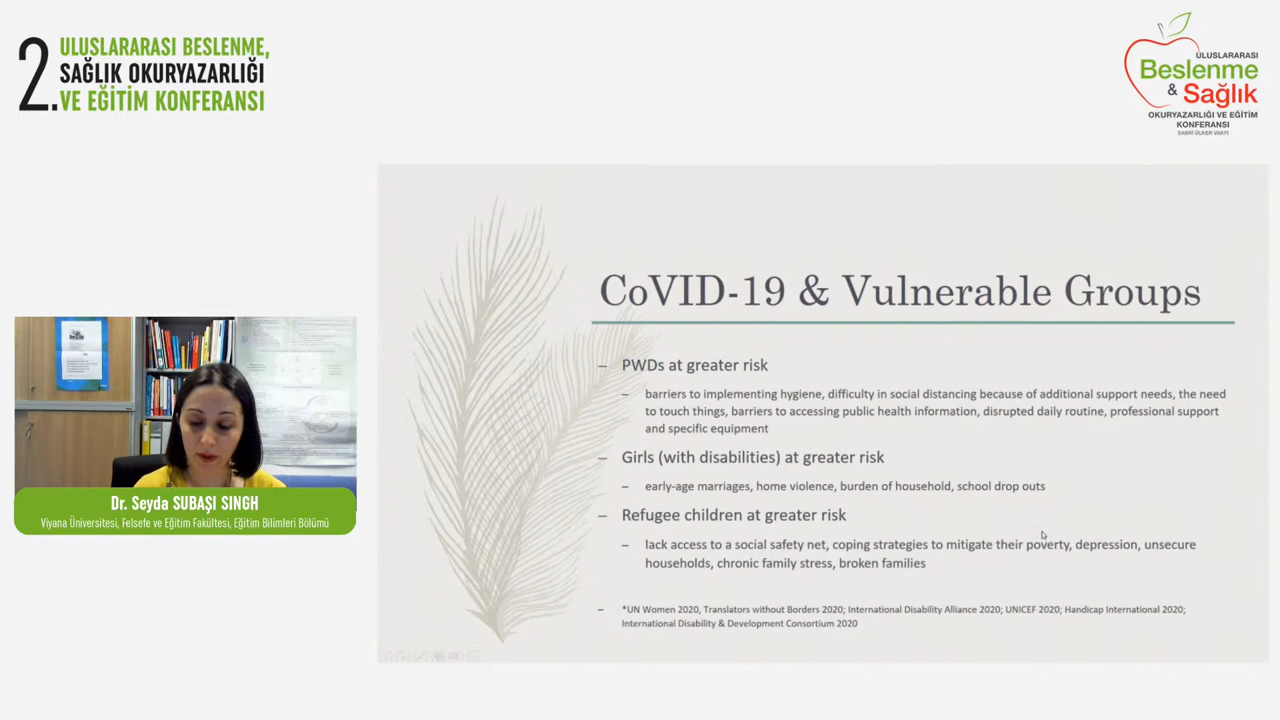 2.
ULUSLARARASI BESLENME,
SAĞLIK OKURYAZARLIĞI
VE EĞİTİM KONFERANSI
ULUSLARARASI
Beslenme
& Sağlık
OKURYAZARLIĞI VE EĞİTİM
KONFERANSI
SABRİ ÜLKER VAKFI
CoVID-19 & Vulnerable Groups
– PWDs at greater risk
– barriers to implementing hygiene, difficulty in social distancing because of additional support needs, the need
to touch things, barriers to accessing public health information, disrupted daily routine, professional support
and specific equipment
– Girls (with disabilities) at greater risk
– early-age marriages, home violence, burden of household, school drop outs
– Refugee children at greater risk
– lack access to a social safety net, coping strategies to mitigate their poverty, depression, unsecure
households, chronic family stress, broken families
– *UN Women 2020, Translators without Borders 2020; International Disability Alliance 2020; UNICEF 2020; Handicap International 2020;
International Disability & Development Consortium 2020
Dr. Seyda SUBAŞI SINGH
Viyana Üniversitesi, Felsefe ve Eğitim Fakültesi, Eğitim Bilimleri Bölümü